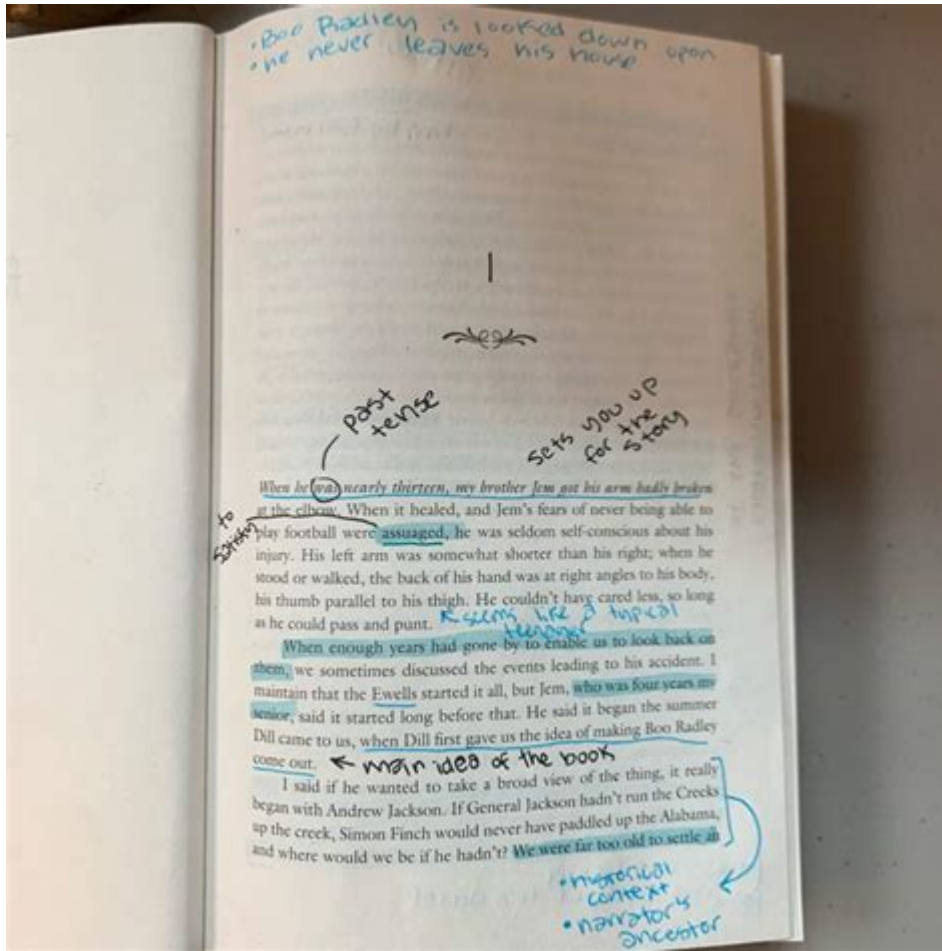 • Boo Radley is looked down upon
• he never leaves his house
1
past
tense
sets you up
for the
story
When he was nearly thirteen, my brother Jem got his arm badly broken
at the elbow. When it healed, and Jem's fears of never being able to
to
satisfy
play football were assuaged, he was seldom self-conscious about his
injury. His left arm was somewhat shorter than his right; when he
stood or walked, the back of his hand was at right angles to his body,
his thumb parallel to his thigh. He couldn't have cared less, so long
as he could pass and punt.
seems like a typical
teenager
When enough years had gone by to enable us to look back on
them, we sometimes discussed the events leading to his accident. I
maintain that the Ewells started it all, but Jem, who was four years my
senior, said it started long before that. He said it began the summer
Dill came to us, when Dill first gave us the idea of making Boo Radley
come out. ← main idea of the book
I said if he wanted to take a broad view of the thing, it really
began with Andrew Jackson. If General Jackson hadn't run the Creeks
up the creek, Simon Finch would never have paddled up the Alabama,
and where would we be if he hadn't? We were far too old to settle an
• historical
context
• narrator's
ancestor